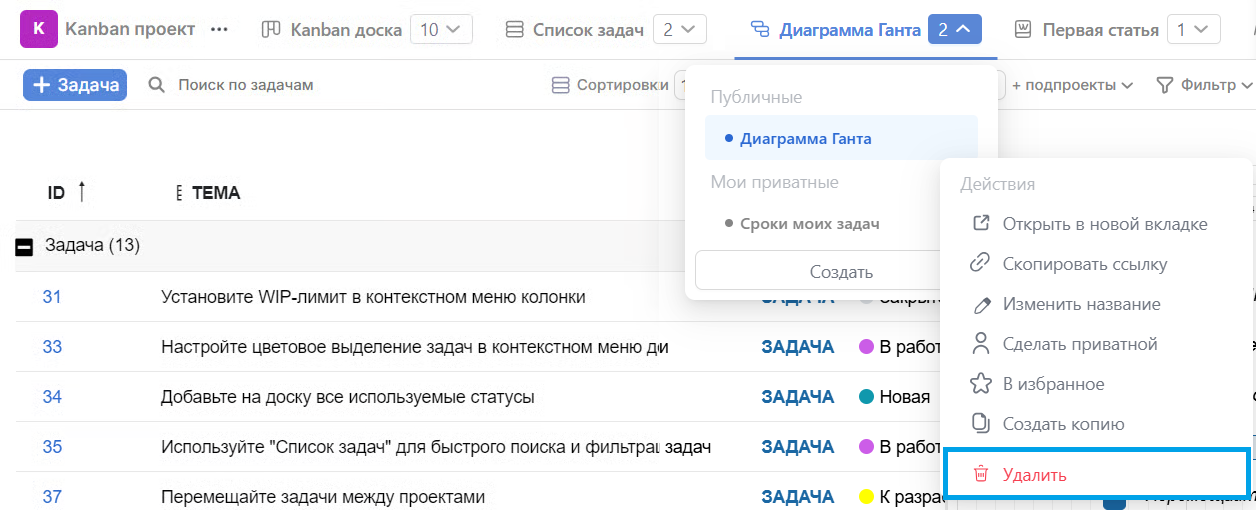 K Kanban проект ... Kanban доска 10 Список задач 2 Диаграмма Ганта 2 Первая статья 1
+ Задача Поиск по задачам Сортировки + подпроекты Фильтр
Публичные
Диаграмма Ганта
Мои приватные
Сроки моих задач
Создать
Действия
Открыть в новой вкладке
Скопировать ссылку
Изменить название
Сделать приватной
В избранное
Создать копию
Удалить
ID ТЕМА
Задача (13)
31 Установите WIP-лимит в контекстном меню колонки ЗАДАЧА
33 Настройте цветовое выделение задач в контекстном меню ЗАДАЧА В работ
34 Добавьте на доску все используемые статусы ЗАДАЧА Новая
35 Используйте "Список задач" для быстрого поиска и фильтрац задач ЗАДАЧА В работ
37 Перемещайте задачи между проектами ЗАДАЧА К разрас